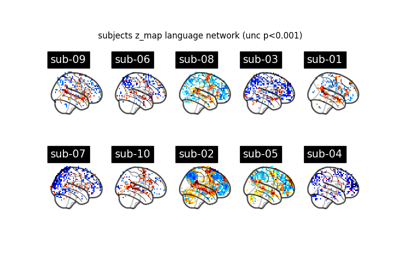 subjects z_map language network (unc p<0.001)
sub-09 sub-06 sub-08 sub-03 sub-01
sub-07 sub-10 sub-02 sub-05 sub-04